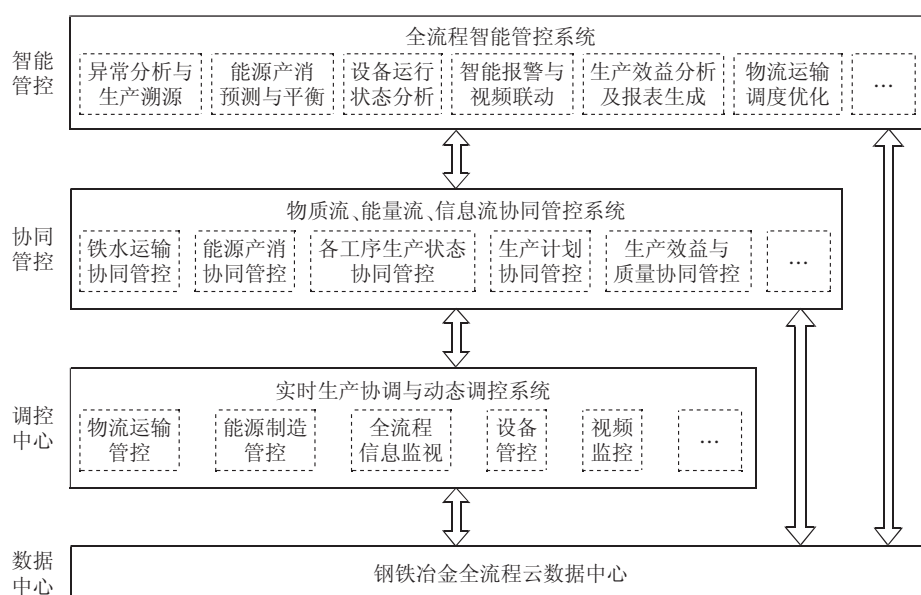 智能
管控
全流程智能管控系统
异常分析与
生产溯源
能源产消
预测与平衡
设备运行
状态分析
智能报警与
视频联动
生产效益分析
及报表生成
物流运输
调度优化
…
协同
管控
物质流、能量流、信息流协同管控系统
铁水运输
协同管控
能源产消
协同管控
各工序生产状态
协同管控
生产计划
协同管控
生产效益与
质量协同管控
…
调控
中心
实时生产协调与动态调控系统
物流运输
管控
能源制造
管控
全流程
信息监视
设备
管控
视频
监控
…
数据
中心
钢铁冶金全流程云数据中心